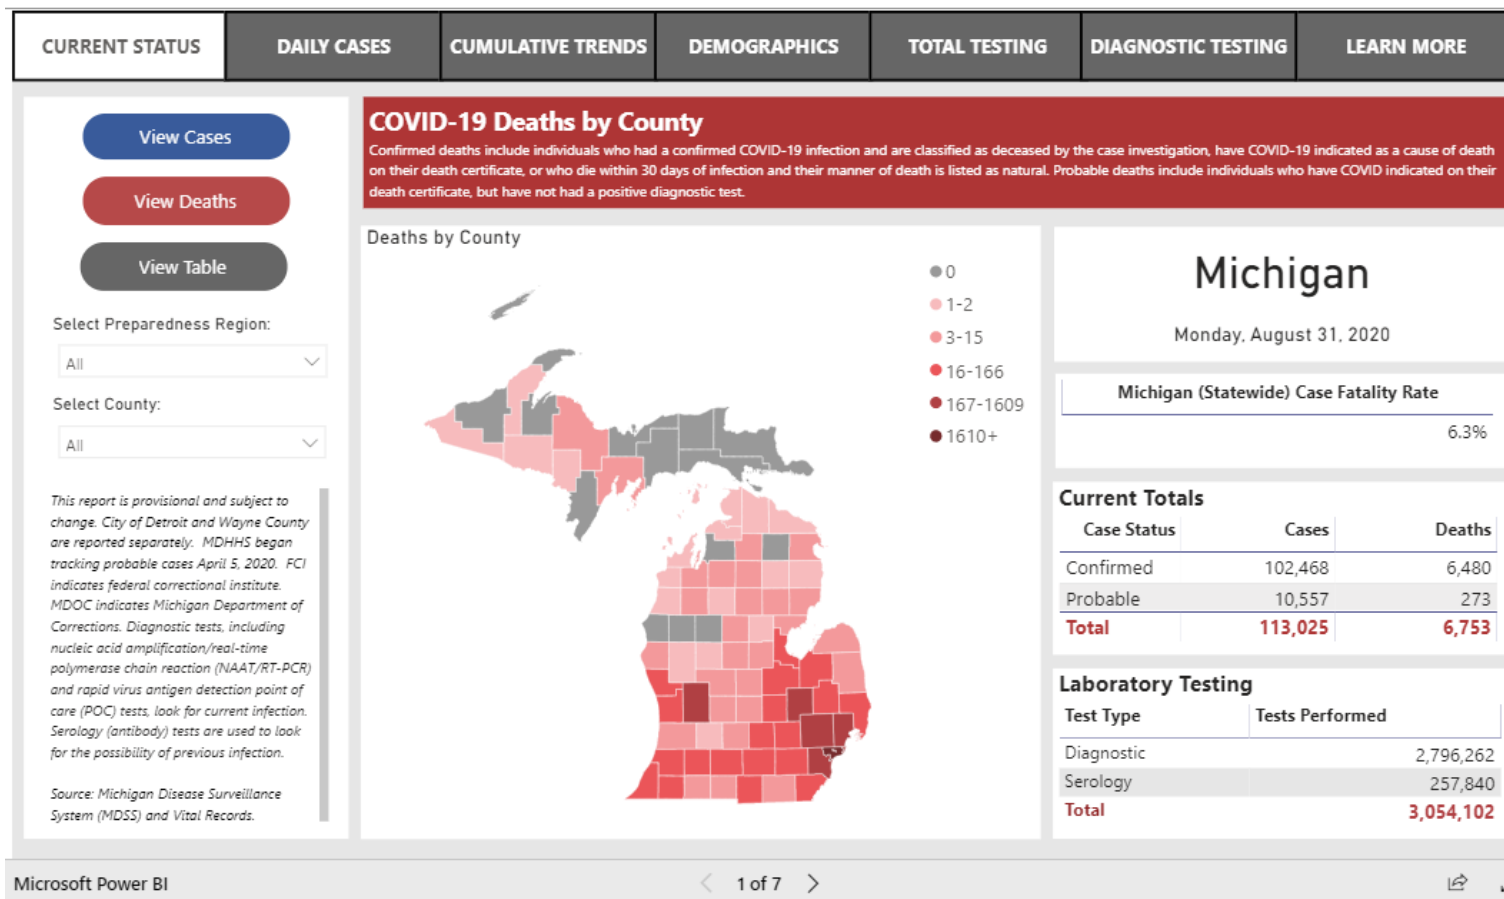 CURRENT STATUS
DAILY CASES
CUMULATIVE TRENDS
DEMOGRAPHICS
TOTAL TESTING
DIAGNOSTIC TESTING
LEARN MORE
View Cases
View Deaths
View Table
Select Preparedness Region:
All
Select County:
All
This report is provisional and subject to
change. City of Detroit and Wayne County
are reported separately. MDHHS began
tracking probable cases April 5, 2020. FCI
indicates federal correctional institute.
MDOC indicates Michigan Department of
Corrections. Diagnostic tests, including
nucleic acid amplification/real-time
polymerase chain reaction (NAAT/RT-PCR)
and rapid virus antigen detection point of
care (POC) tests, look for current infection.
Serology (antibody) tests are used to look
for the possibility of previous infection.
Source: Michigan Disease Surveillance
System (MDSS) and Vital Records.
COVID-19 Deaths by County
Confirmed deaths include individuals who had a confirmed COVID-19 infection and are classified as deceased by the case investigation, have COVID-19 indicated as a cause of death
on their death certificate, or who die within 30 days of infection and their manner of death is listed as natural. Probable deaths include individuals who have COVID indicated on their
death certificate, but have not had a positive diagnostic test.
Deaths by County
0
1-2
3-15
16-166
167-1609
1610+
Michigan
Monday, August 31, 2020
Michigan (Statewide) Case Fatality Rate
6.3%
Current Totals
Case Status Cases Deaths
Confirmed 102,468 6,480
Probable 10,557 273
Total 113,025 6,753
Laboratory Testing
Test Type Tests Performed
Diagnostic 2,796,262
Serology 257,840
Total 3,054,102
Microsoft Power BI
1 of 7